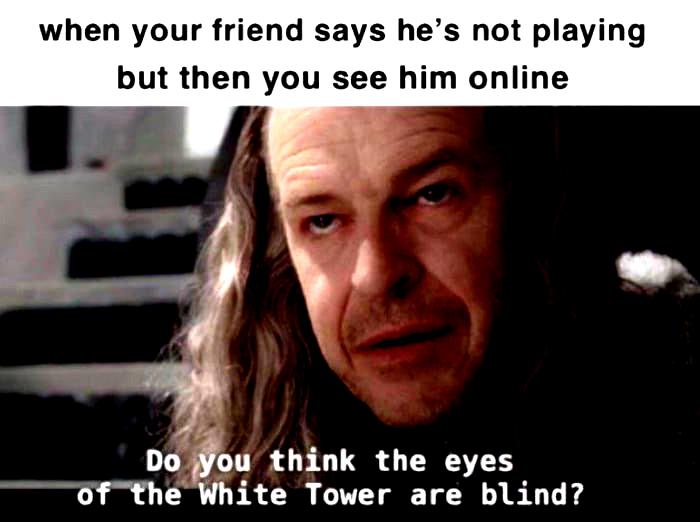 when your friend says he's not playing
but then you see him online
Do you think the eyes
of the White Tower are blind?